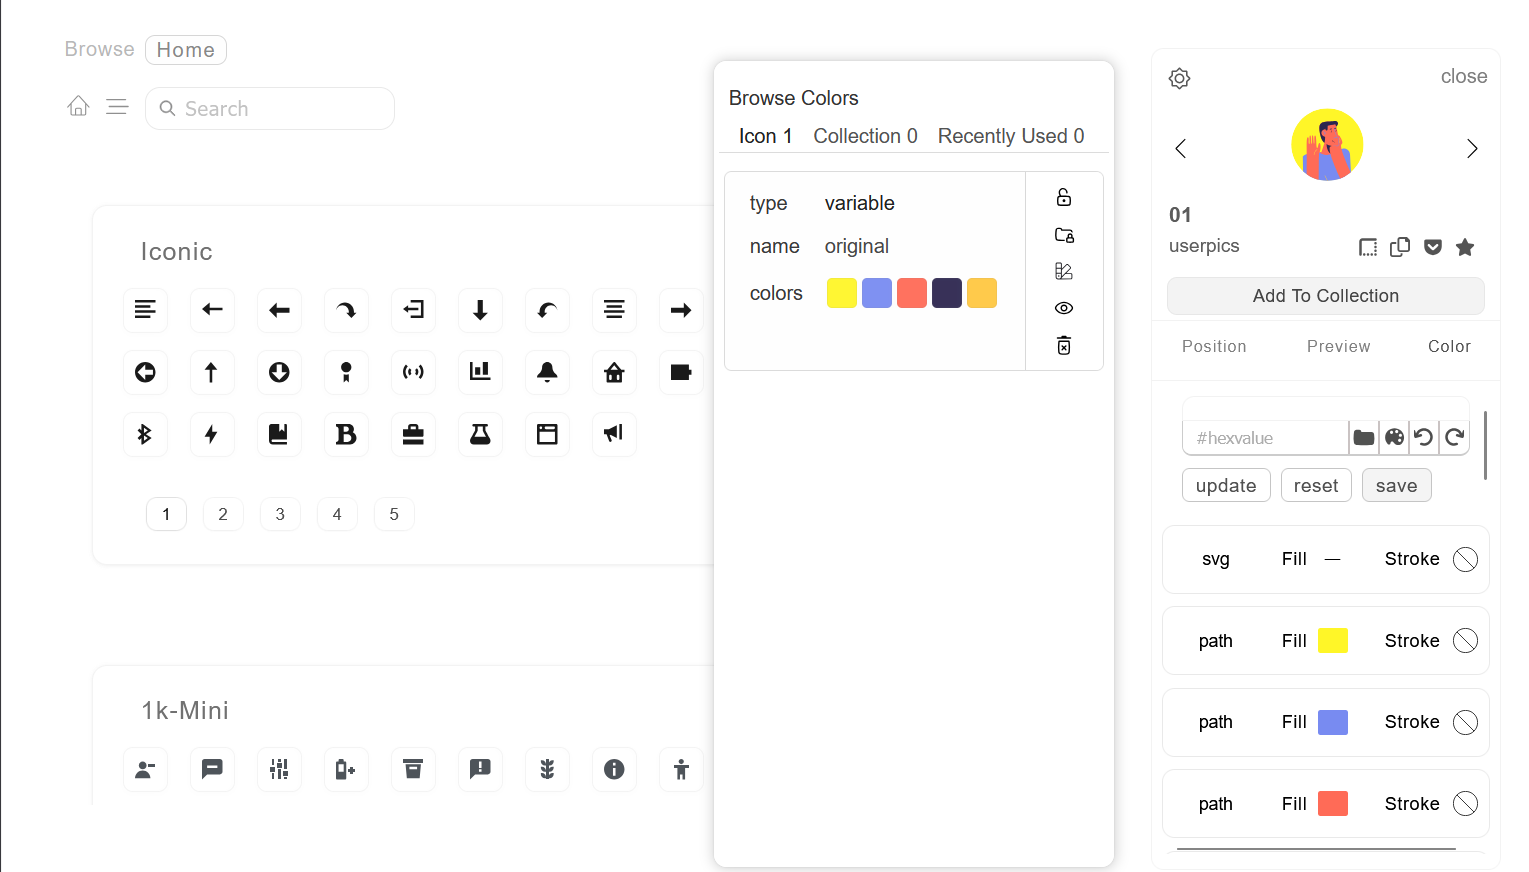 Browse Home
Search
Iconic
1 2 3 4 5
1k-Mini
Browse Colors
Icon 1 Collection 0 Recently Used 0
type variable
name original
colors
close
01
userpics
Add To Collection
Position Preview Color
#hexvalue
update reset save
svg Fill Stroke
path Fill Stroke
path Fill Stroke
path Fill Stroke